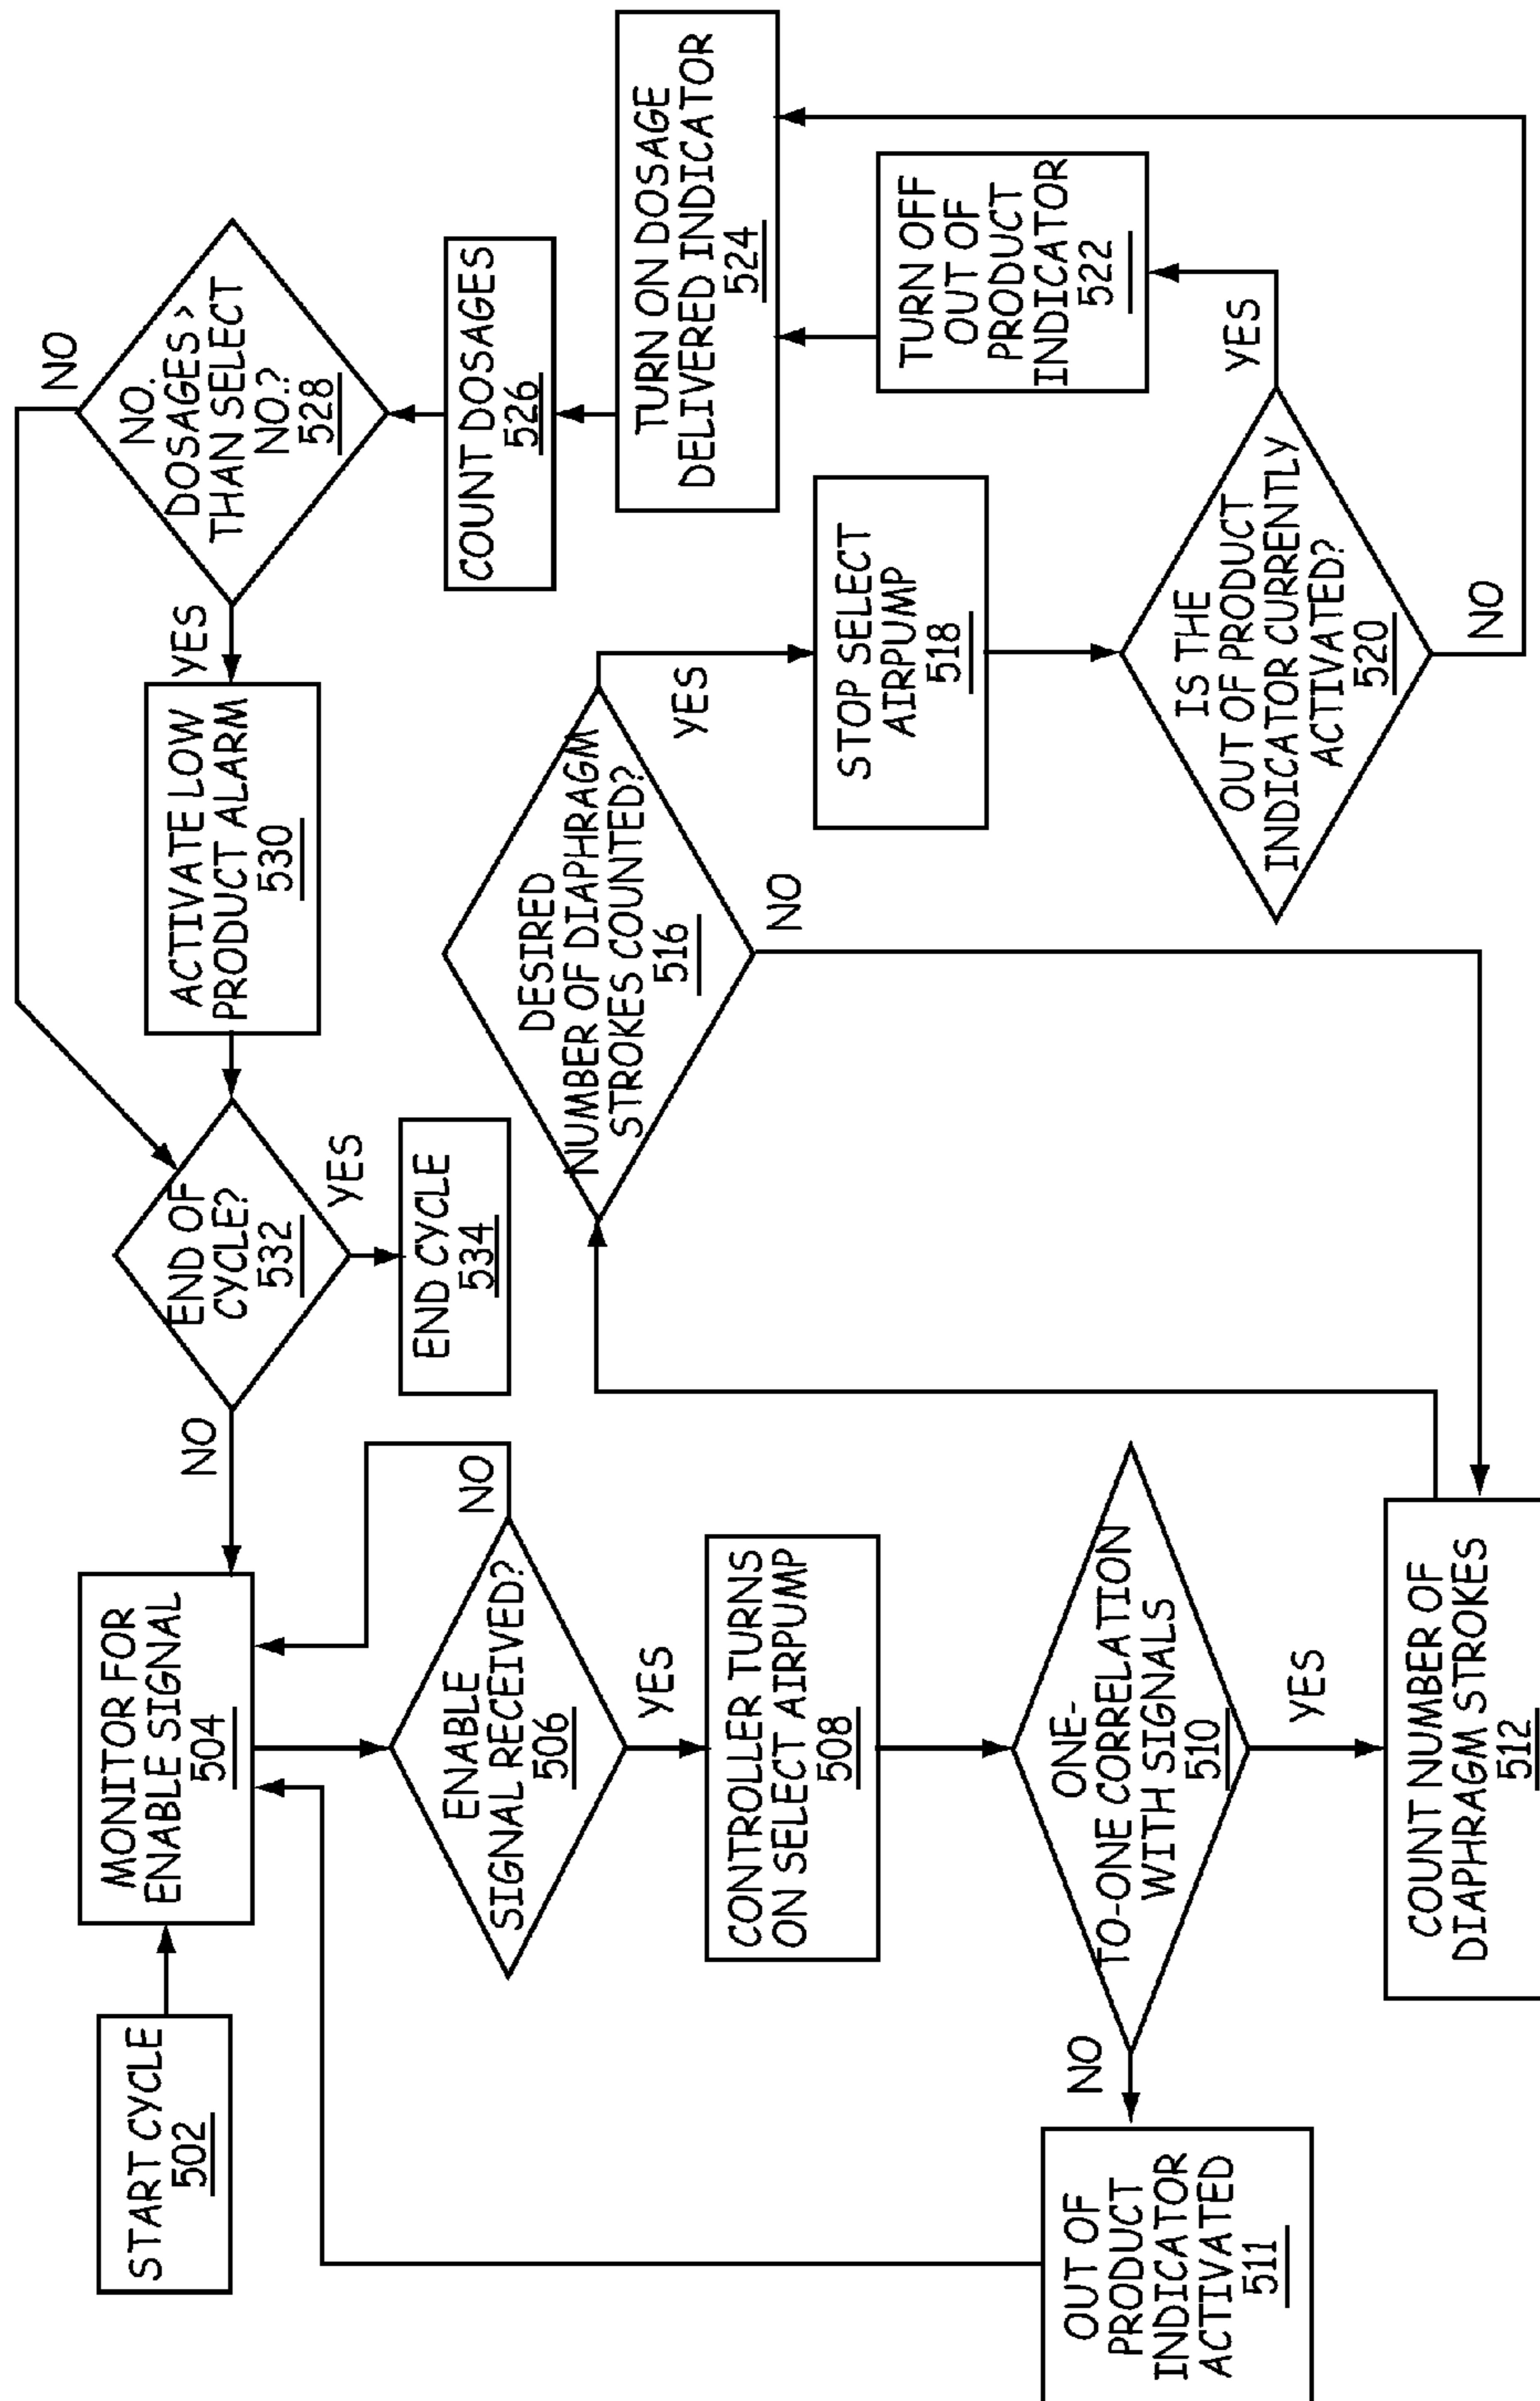 START CYCLE
502
MONITOR FOR
ENABLE SIGNAL
504
ENABLE
SIGNAL RECEIVED?
506
NO
YES
CONTROLLER TURNS
ON SELECT AIRPUMP
508
ONE-
TO-ONE CORRELATION
WITH SIGNALS
510
NO
YES
OUT OF
PRODUCT
INDICATOR
ACTIVATED
511
COUNT NUMBER OF
DIAPHRAGM STROKES
512
DESIRED
NUMBER OF DIAPHRAGM
STROKES COUNTED?
516
NO
YES
STOP SELECT
AIRPUMP
518
IS THE
OUT OF PRODUCT
INDICATOR CURRENTLY
ACTIVATED?
520
NO
YES
TURN OFF
OUT OF
PRODUCT
INDICATOR
522
TURN ON DOSAGE
DELIVERED INDICATOR
524
COUNT DOSAGES
526
NO.
DOSAGES >
THAN SELECT
NO.?
528
NO
YES
ACTIVATE LOW
PRODUCT ALARM
530
END OF
CYCLE?
532
NO
YES
END CYCLE
534